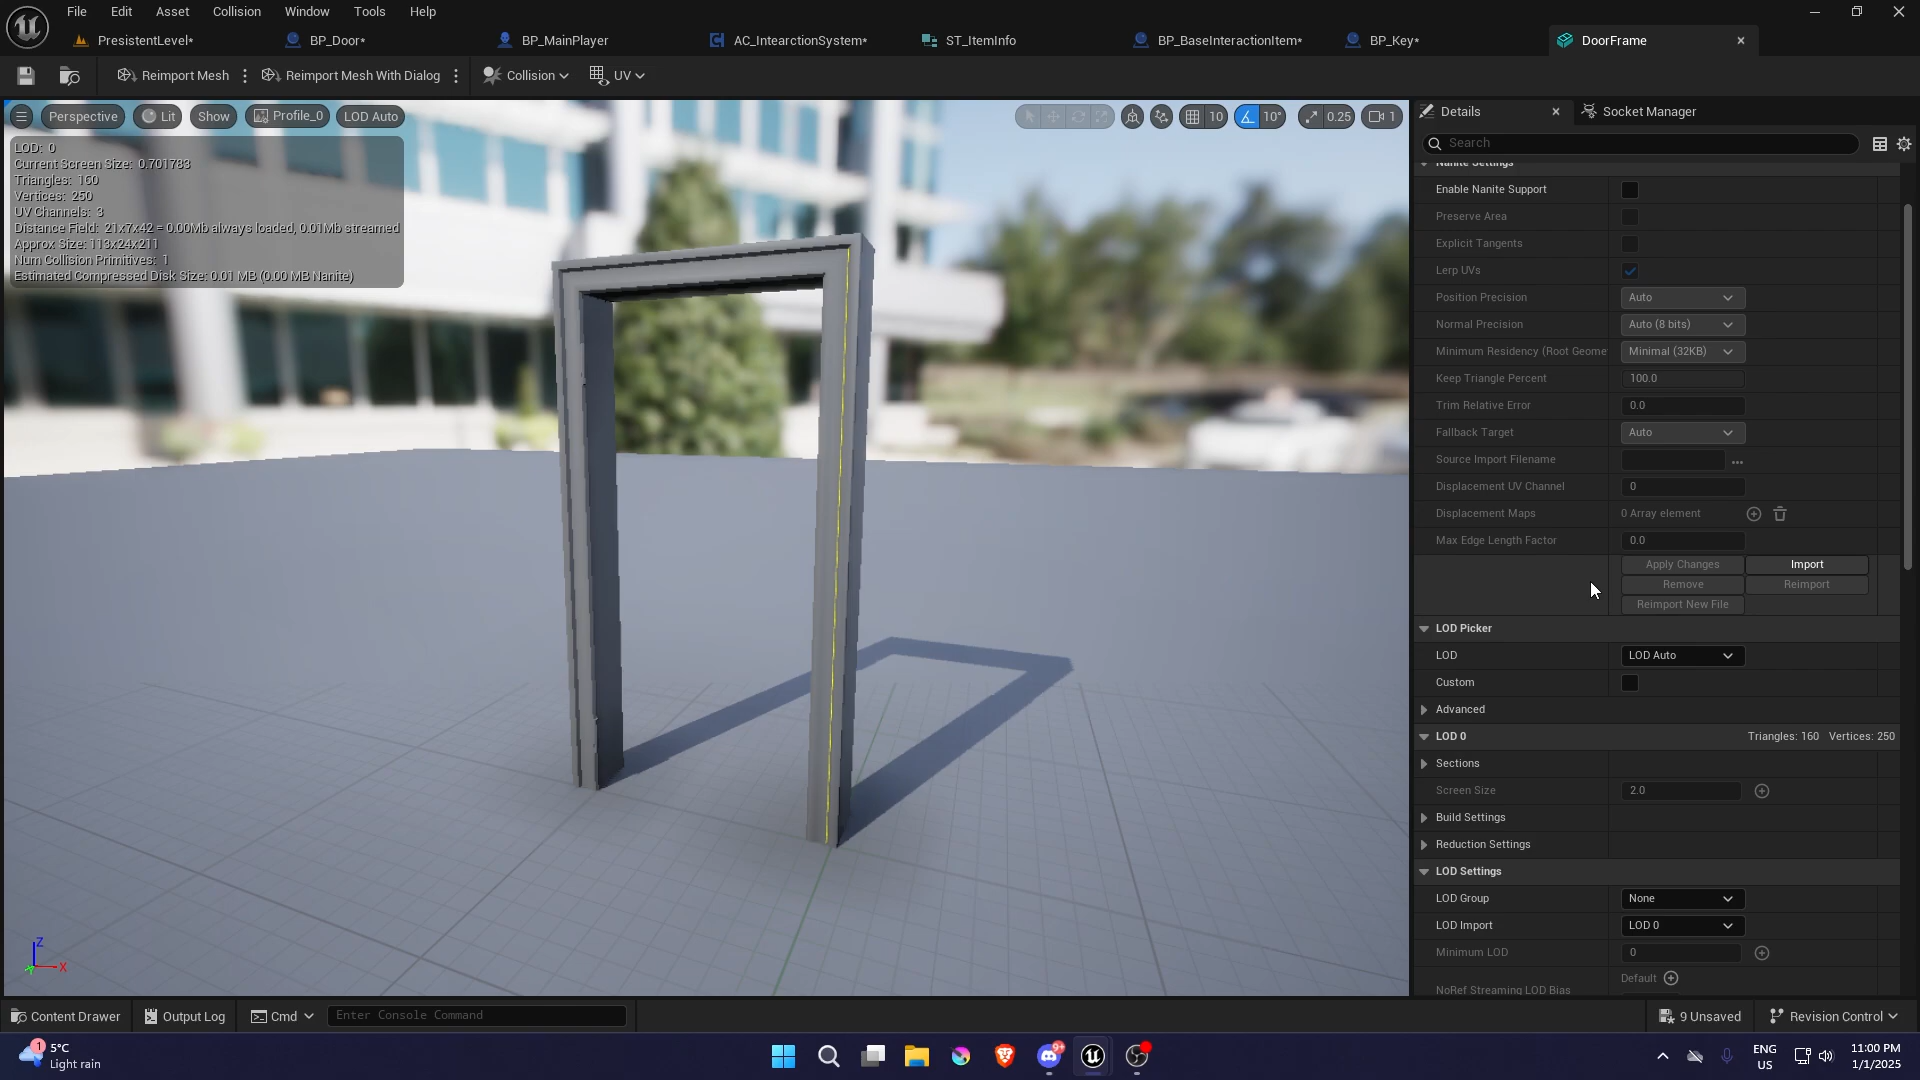 File Edit Asset Collision Window Tools Help
PresistentLevel* BP_Door* BP_MainPlayer AC_IntearctionSystem* ST_ItemInfo BP_BaseInteractionItem* BP_Key* DoorFrame
Reimport Mesh Reimport Mesh With Dialog Collision UV
Perspective Lit Show Profile_0 LOD Auto 10 10° 0.25 1
LOD: 0
Current Screen Size: 0.701783
Triangles: 160
Vertices: 250
UV Channels: 3
Distance Field: 21x7x42 = 0.00Mb always loaded, 0.01Mb streamed
Approx Size: 113x24x211
Num Collision Primitives: 1
Estimated Compressed Disk Size: 0.01 MB (0.00 MB Nanite)
Z
X
Details Socket Manager
Search
Nanite Settings
Enable Nanite Support
Preserve Area
Explicit Tangents
Lerp UVs
Position Precision Auto
Normal Precision Auto (8 bits)
Minimum Residency (Root Geome Minimal (32KB)
Keep Triangle Percent 100.0
Trim Relative Error 0.0
Fallback Target Auto
Source Import Filename
Displacement UV Channel 0
Displacement Maps 0 Array element
Max Edge Length Factor 0.0
Apply Changes Import
Remove Reimport
Reimport New File
LOD Picker
LOD LOD Auto
Custom
Advanced
LOD 0 Triangles: 160 Vertices: 250
Sections
Screen Size 2.0
Build Settings
Reduction Settings
LOD Settings
LOD Group None
LOD Import LOD 0
Minimum LOD 0
Default
NoRef Streaming LOD Bias
Content Drawer Output Log Cmd Enter Console Command 9 Unsaved Revision Control
1 5°C
Light rain
9+
ENG
US
11:00 PM
1/1/2025